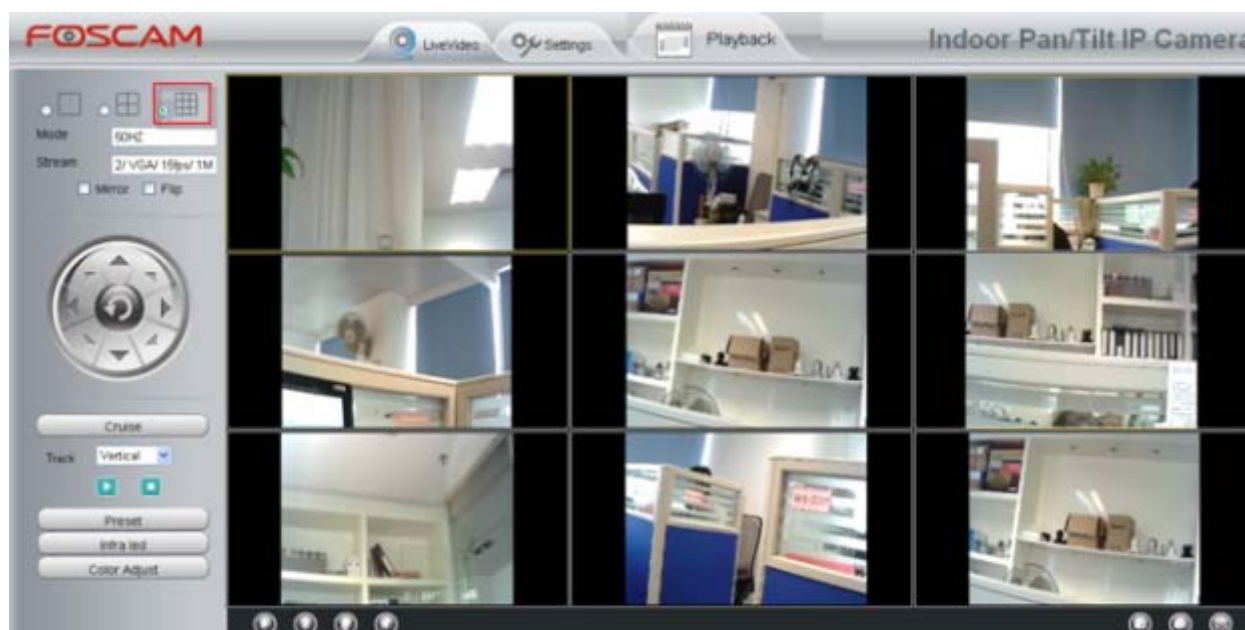 FOSCAM
LiveVideo
Settings
Playback
Indoor Pan/Tilt IP Camera
Mode 50HZ
Stream 2/ VGA/ 15fps/ 1M
Mirror Flip
Cruise
Track Vertical
Preset
Infra led
Color Adjust